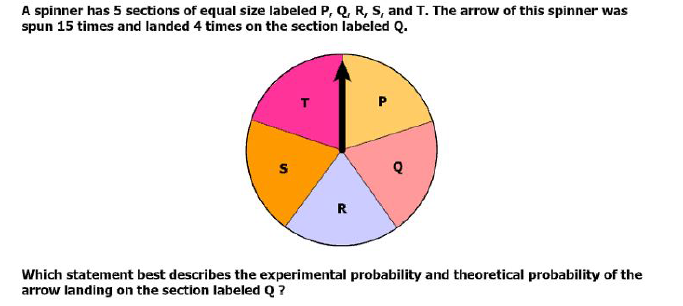 A spinner has 5 sections of equal size labeled P, Q, R, S, and T. The arrow of this spinner was
spun 15 times and landed 4 times on the section labeled Q.
T
P
S
Q
R
Which statement best describes the experimental probability and theoretical probability of the
arrow landing on the section labeled Q ?